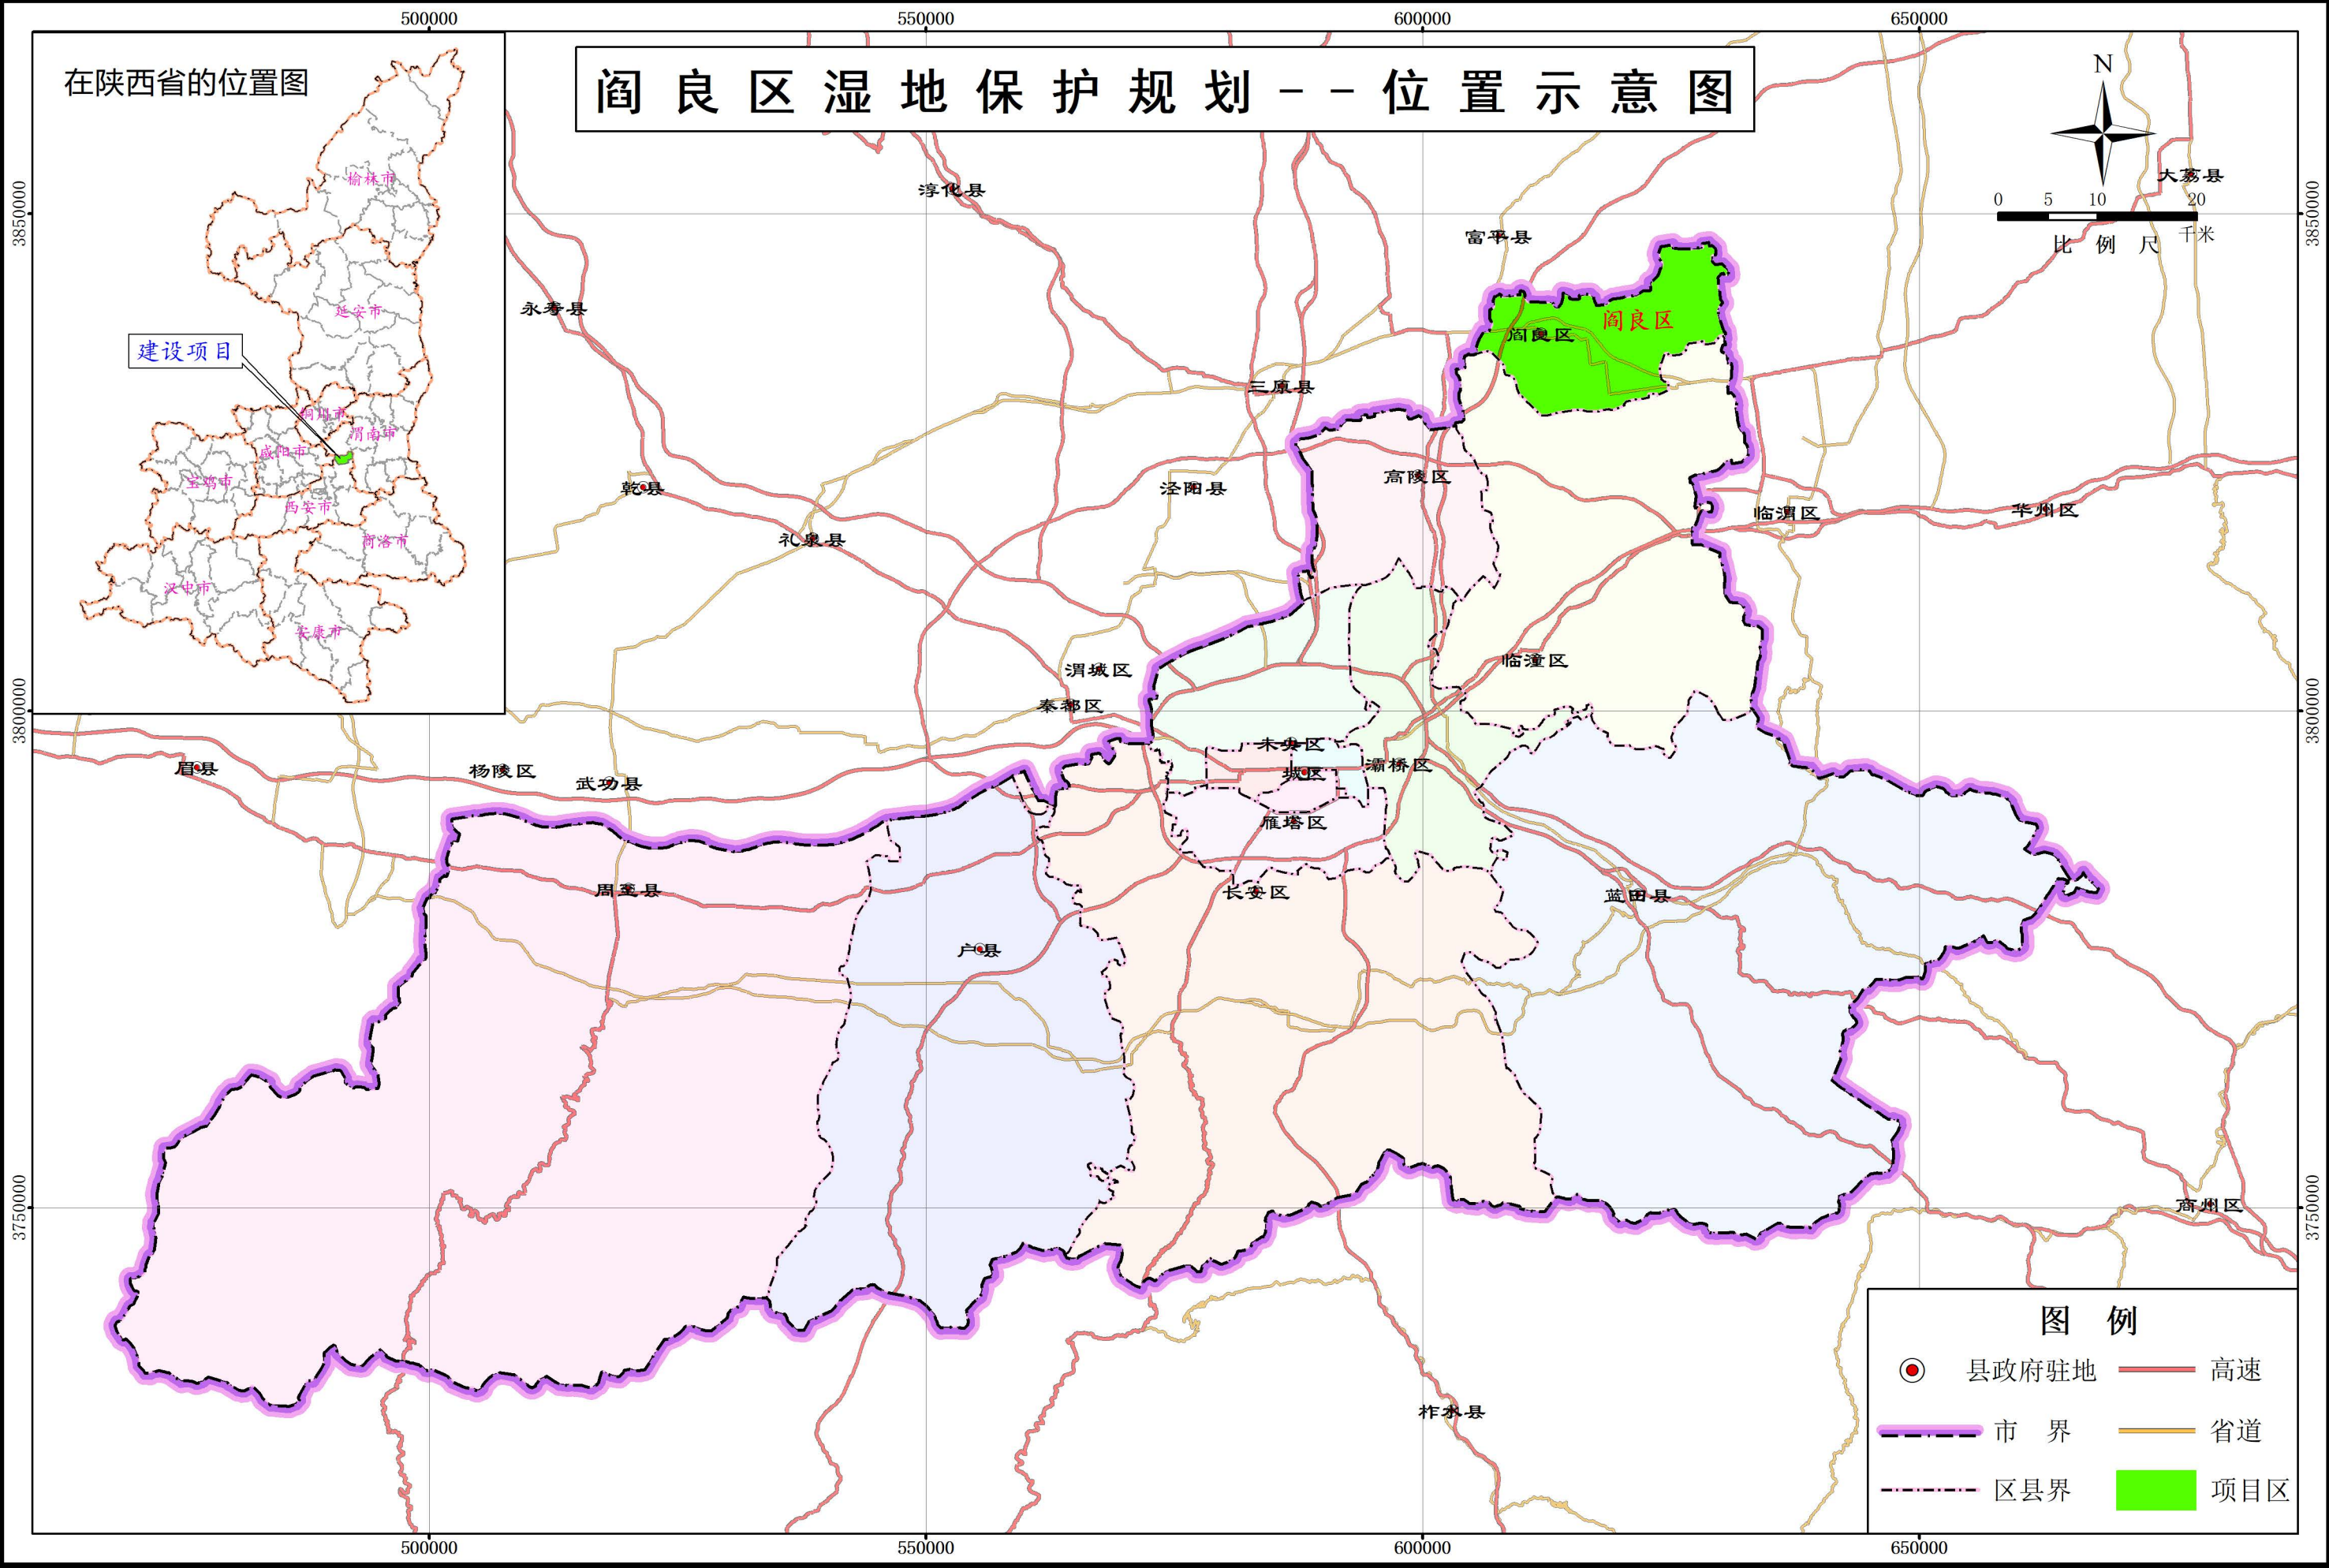 500000
550000
600000
650000
阎良区湿地保护规划--位置示意图
在陕西省的位置图
榆林市
延安市
建设项目
铜川市
渭南市
咸阳市
宝鸡市
西安市
商洛市
汉中市
安康市
N
0 5 10 20
千米
比例尺
3850000
3850000
大荔县
淳化县
富平县
永寿县
阎良区
阎良区
三原县
高陵区
乾县
泾阳县
临渭区
华州区
礼泉县
临潼区
渭城区
秦都区
3800000
3800000
未央区
灞桥区
城区
眉县
杨陵区
武功县
雁塔区
周至县
长安区
蓝田县
户县
3750000
3750000
商州区
柞水县
图例
县政府驻地
高速
市界
省道
区县界
项目区
500000
550000
600000
650000